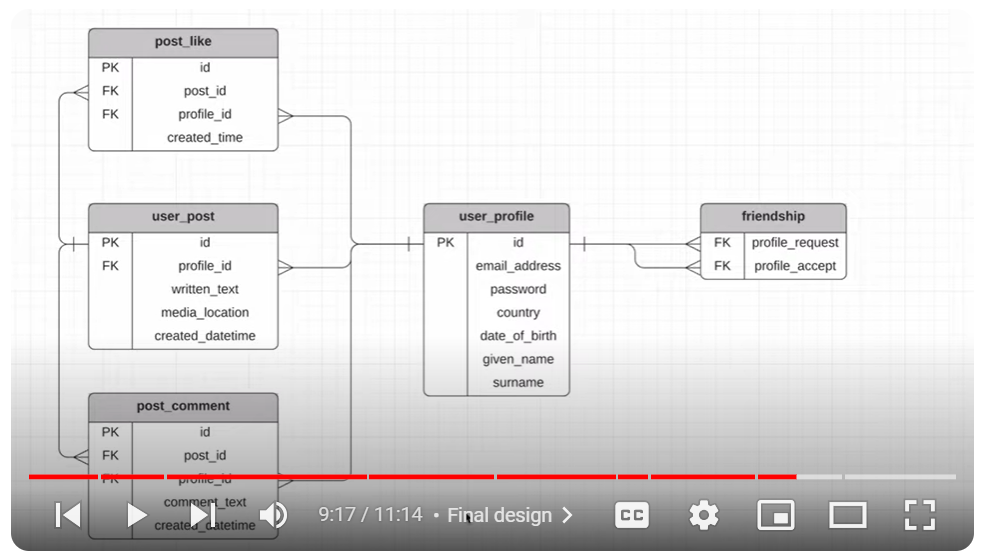 post_like
PK id
FK post_id
FK profile_id
created_time
user_post
PK id
FK profile_id
written_text
media_location
created_datetime
post_comment
PK id
FK post_id
FK profile_id
comment_text
created_datetime
user_profile
PK id
email_address
password
country
date_of_birth
given_name
surname
friendship
FK profile_request
FK profile_accept
9:17 / 11:14 • Final design
CC